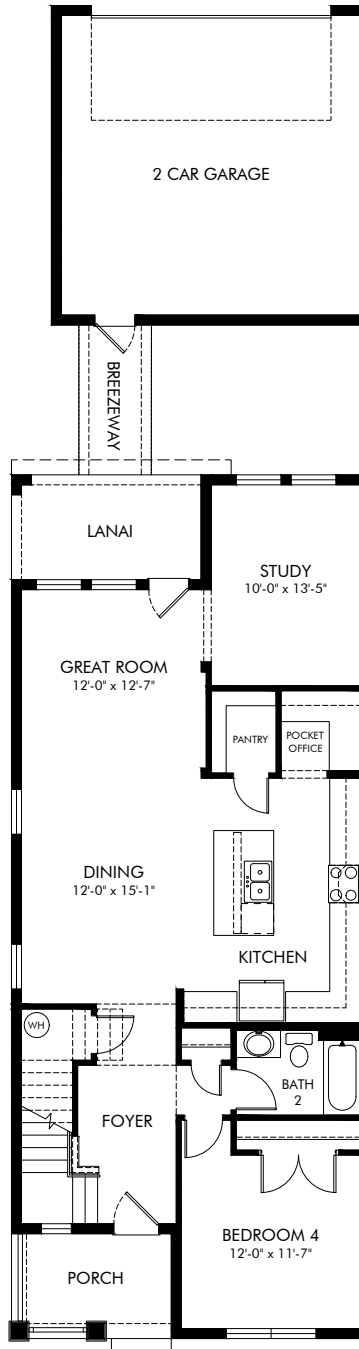 2 CAR GARAGE
BREEZEWAY
LANAI
STUDY
10'-0" x 13'-5"
GREAT ROOM
12'-0" x 12'-7"
PANTRY
POCKET
OFFICE
DINING
12'-0" x 15'-1"
KITCHEN
WH
BATH
2
FOYER
BEDROOM 4
12'-0" x 11'-7"
PORCH